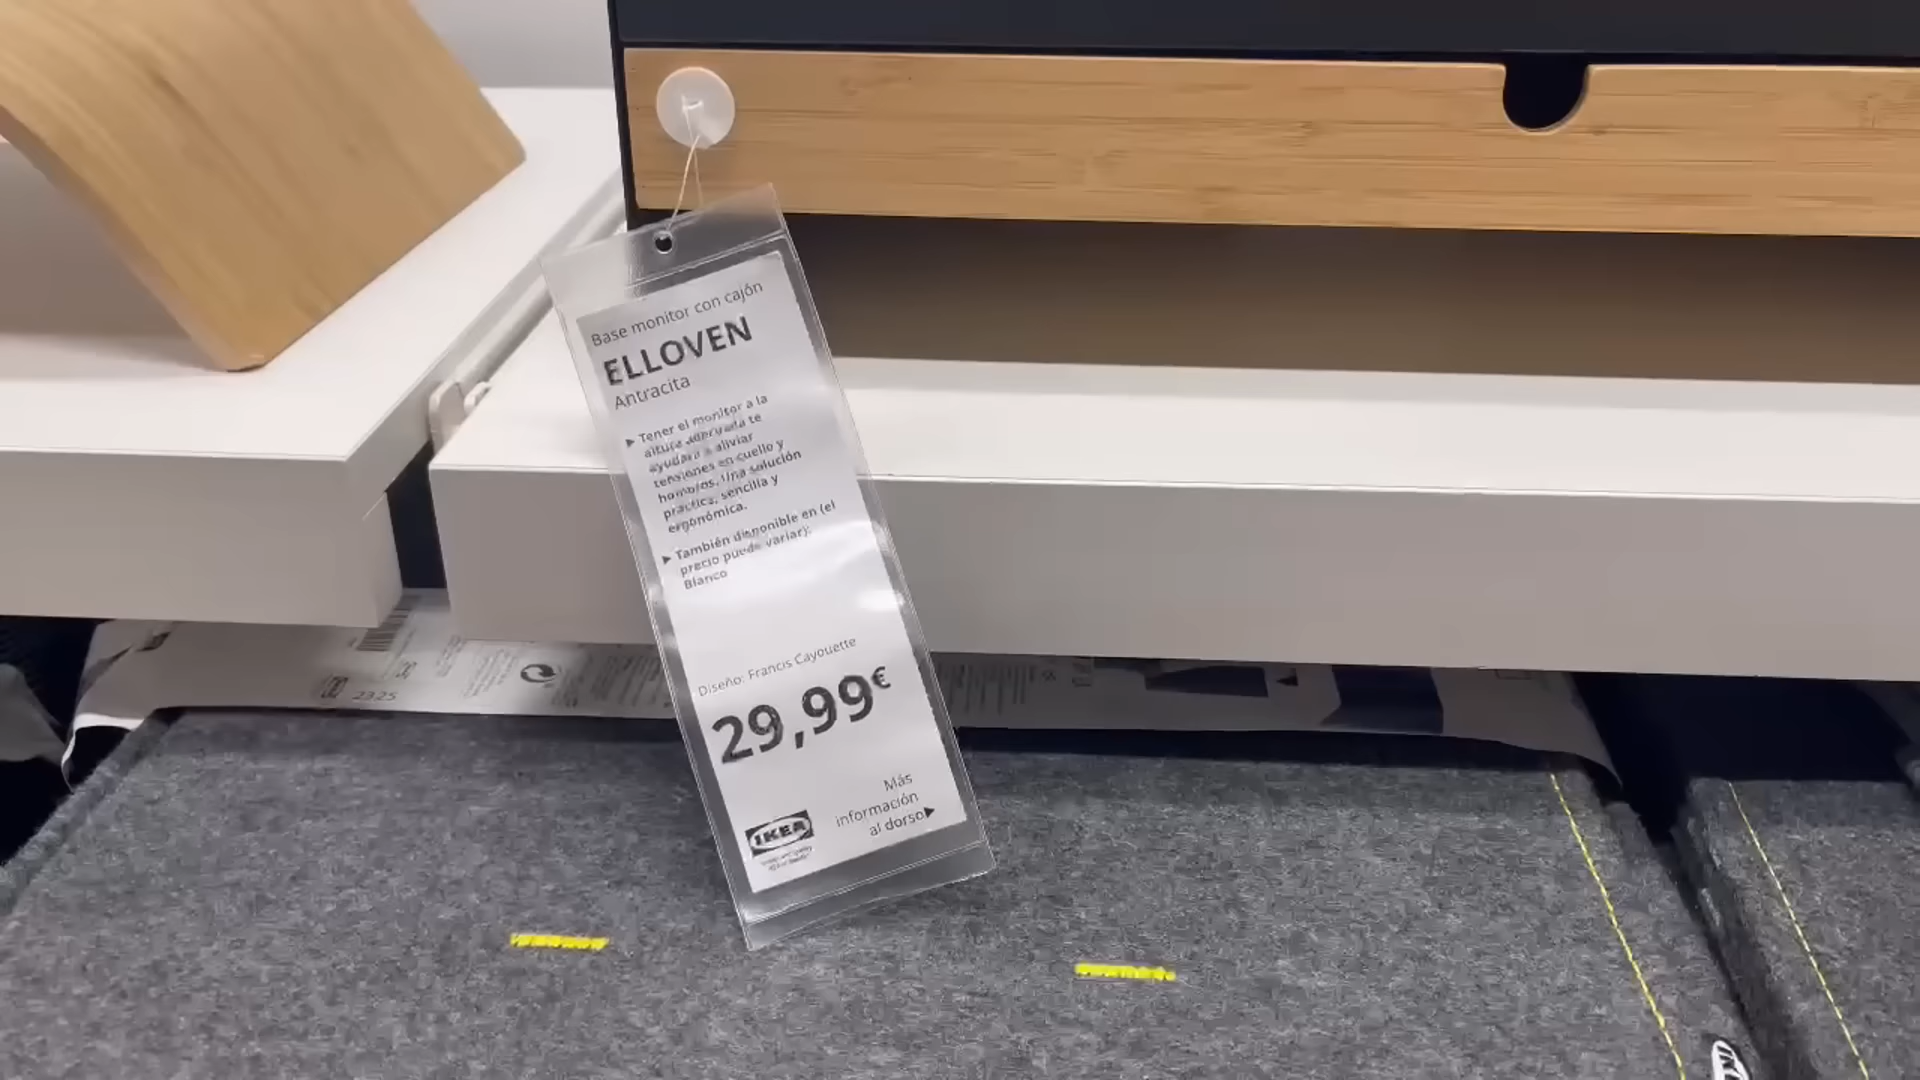 Base monitor con cajón
ELLOVEN
Antracita
▶ Tener el monitor a la
altura adecuada te
ayudará a aliviar
tensiones en cuello y
hombros. Una solución
práctica, sencilla y
ergonómica.
▶ También disponible en (el
precio puede variar):
Blanco
Diseño: Francis Cayouette
29,99€
Más
información
al dorso▶
IKEA
2325